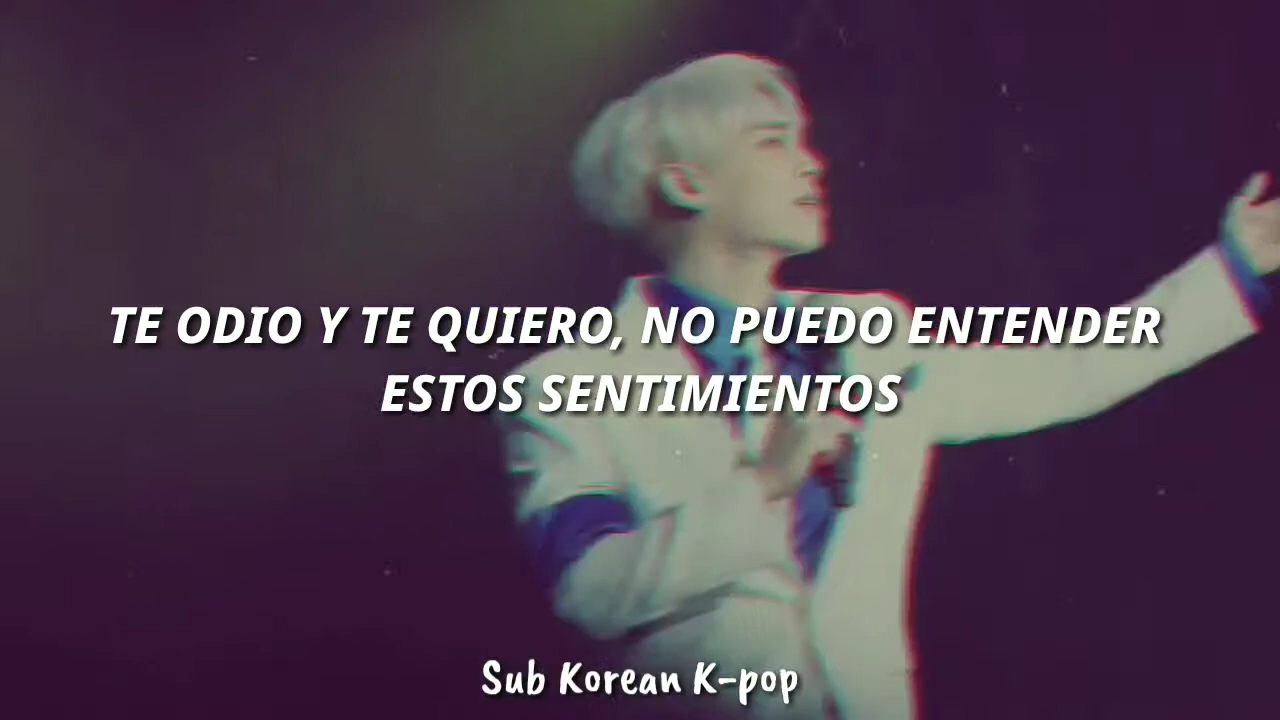 TE ODIO Y TE QUIERO, NO PUEDO ENTENDER
ESTOS SENTIMIENTOS
Sub Korean K-pop